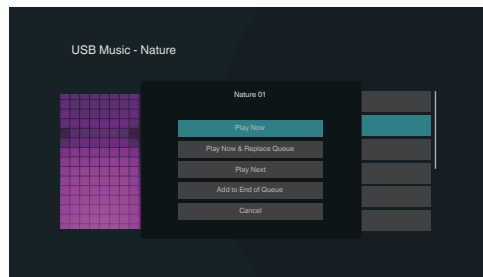 USB Music - Nature
Nature 01
Play Now
Play Now & Replace Queue
Play Next
Add to End of Queue
Cancel